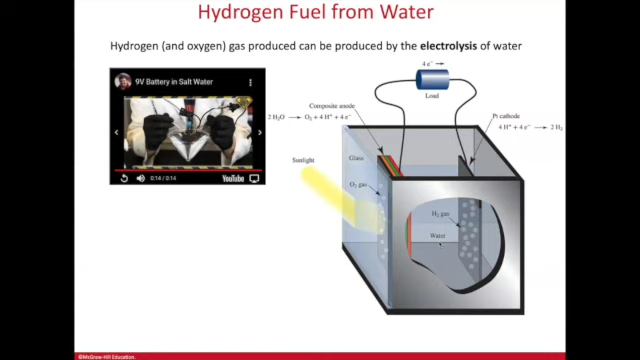 Hydrogen Fuel from Water
Hydrogen (and oxygen) gas produced can be produced by the electrolysis of water
9V Battery in Salt Water
0:14 / 0:14
YouTube
4 e⁻ →
Load
Composite anode
2 H₂O → O₂ + 4 H⁺ + 4 e⁻
Pt cathode
4 H⁺ + 4 e⁻ → 2 H₂
Sunlight
Glass
O₂ gas
H₂ gas
Water
©McGraw-Hill Education.